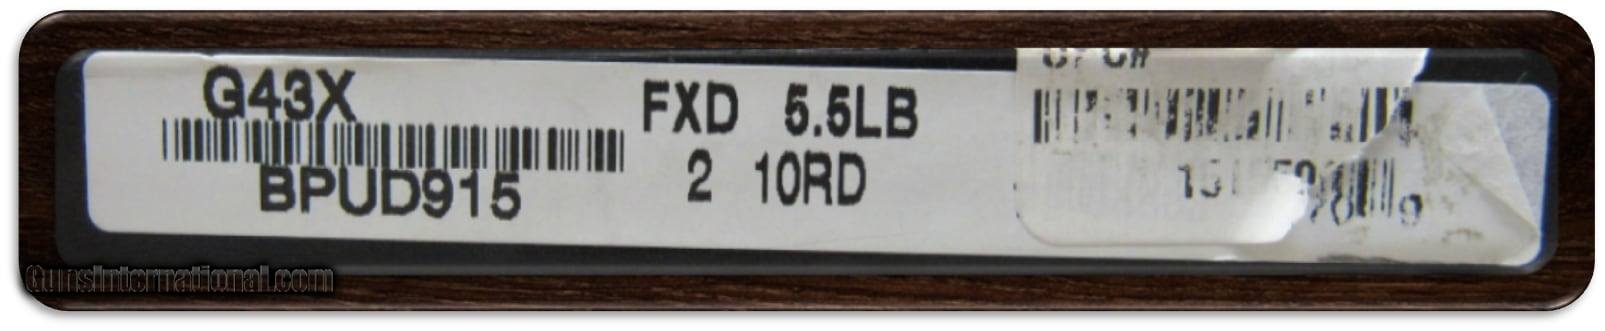 G43X
BPUD915
FXD 5.5LB
2 10RD
GunsInternational.com